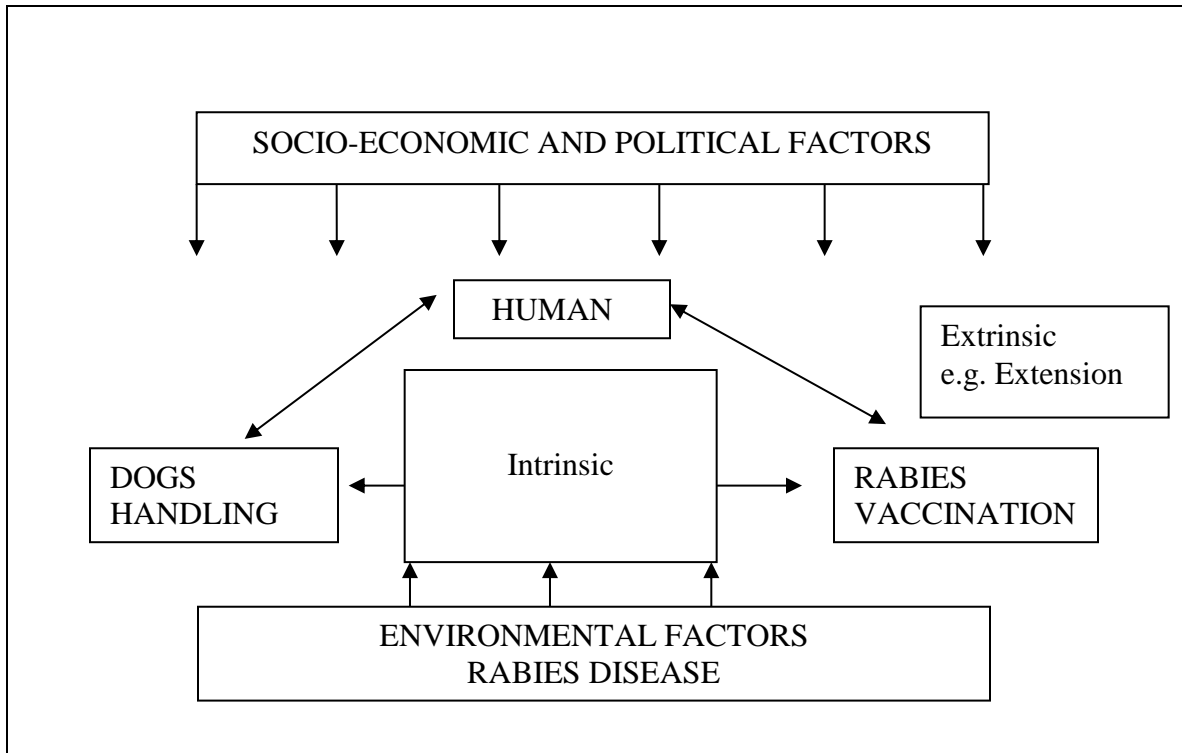 SOCIO-ECONOMIC AND POLITICAL FACTORS
HUMAN
Extrinsic
e.g. Extension
Intrinsic
DOGS
HANDLING
RABIES
VACCINATION
ENVIRONMENTAL FACTORS
RABIES DISEASE